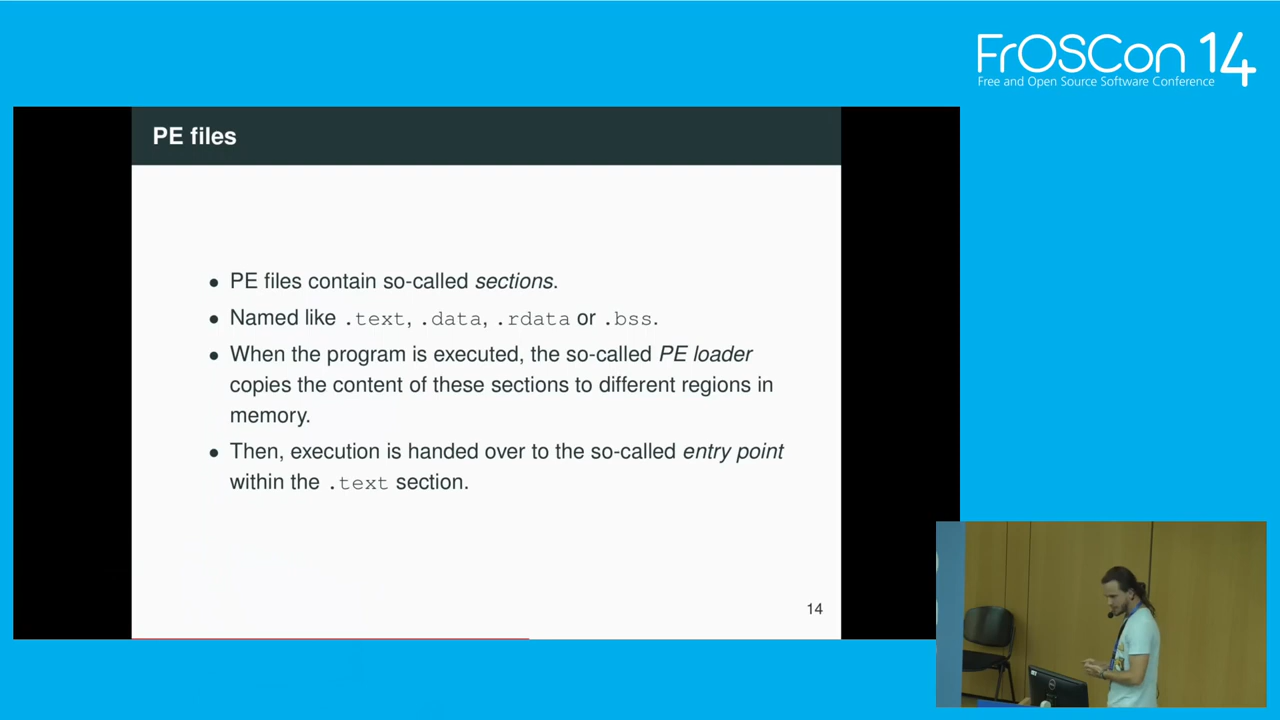 FrOSCon 14
Free and Open Source Software Conference
PE files
• PE files contain so-called sections.
• Named like .text, .data, .rdata or .bss.
• When the program is executed, the so-called PE loader
copies the content of these sections to different regions in
memory.
• Then, execution is handed over to the so-called entry point
within the .text section.
14